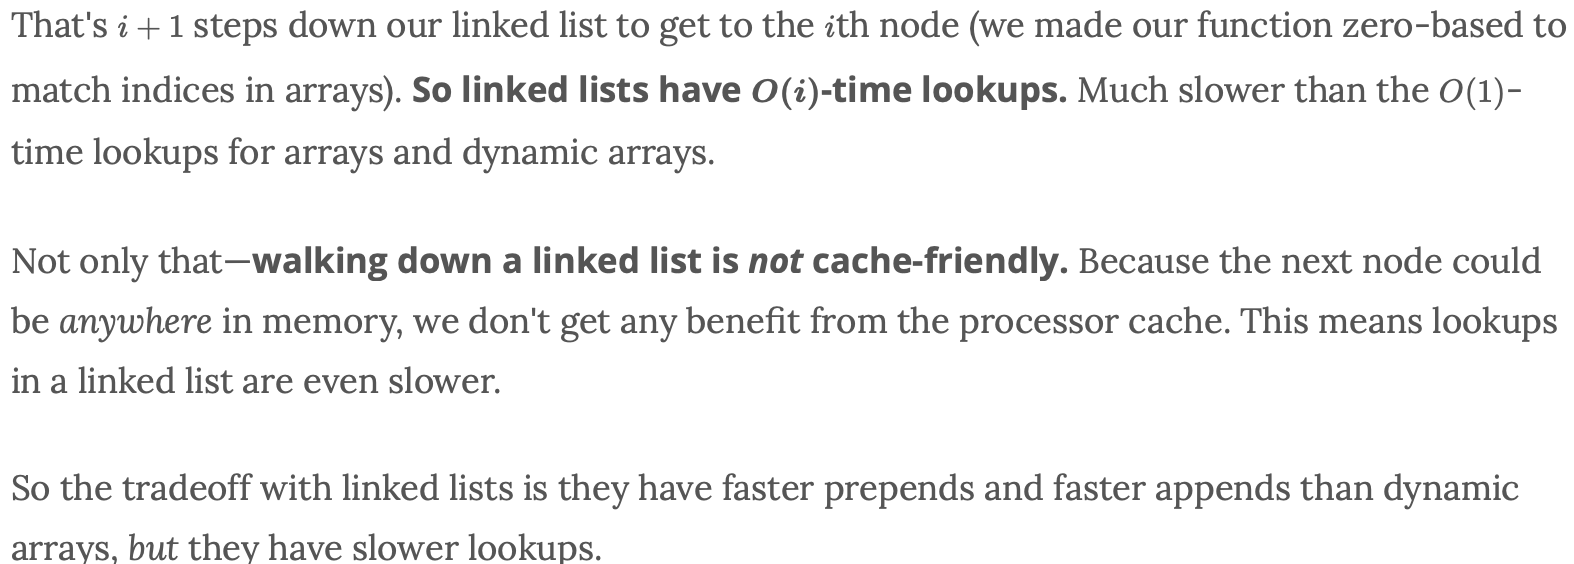 That's i + 1 steps down our linked list to get to the ith node (we made our function zero-based to
match indices in arrays). So linked lists have O(i)-time lookups. Much slower than the O(1)-
time lookups for arrays and dynamic arrays.
Not only that—walking down a linked list is not cache-friendly. Because the next node could
be anywhere in memory, we don't get any benefit from the processor cache. This means lookups
in a linked list are even slower.
So the tradeoff with linked lists is they have faster prepends and faster appends than dynamic
arrays, but they have slower lookups.